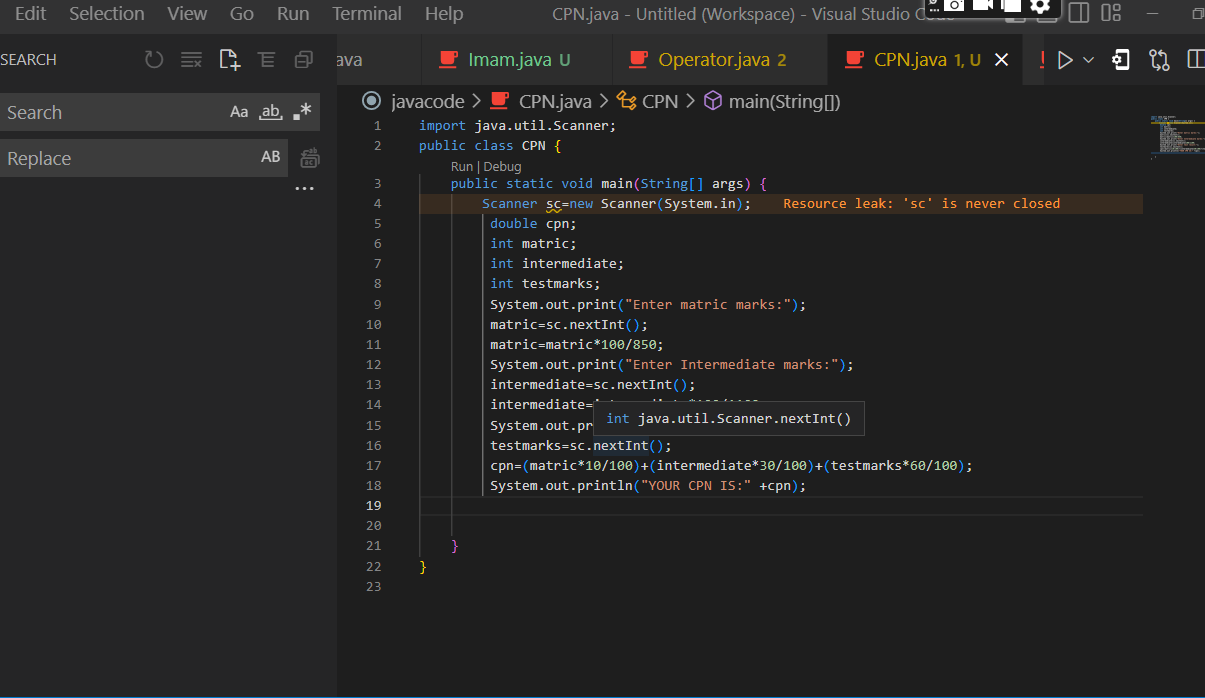 Edit Selection View Go Run Terminal Help CPN.java - Untitled (Workspace) - Visual Studio
SEARCH
Search Aa ab
Replace AB
...
ava Imam.java U Operator.java 2 CPN.java 1, U
javacode > CPN.java > CPN > main(String[])
1 import java.util.Scanner;
2 public class CPN {
Run | Debug
3 public static void main(String[] args) {
4 Scanner sc=new Scanner(System.in); Resource leak: 'sc' is never closed
5 double cpn;
6 int matric;
7 int intermediate;
8 int testmarks;
9 System.out.print("Enter matric marks:");
10 matric=sc.nextInt();
11 matric=matric*100/850;
12 System.out.print("Enter Intermediate marks:");
13 intermediate=sc.nextInt();
14 intermediate=
int java.util.Scanner.nextInt()
15 System.out.pr
16 testmarks=sc.nextInt();
17 cpn=(matric*10/100)+(intermediate*30/100)+(testmarks*60/100);
18 System.out.println("YOUR CPN IS:" +cpn);
19
20
21 }
22 }
23